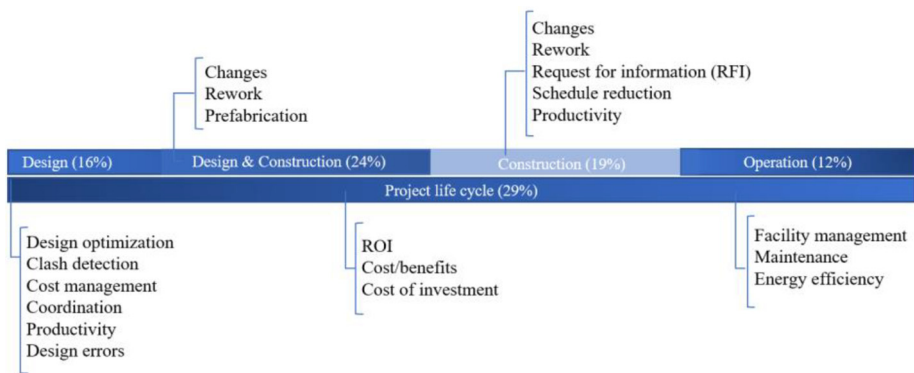 Changes
Rework
Prefabrication
Changes
Rework
Request for information (RFI)
Schedule reduction
Productivity
Design (16%)
Design & Construction (24%)
Construction (19%)
Operation (12%)
Project life cycle (29%)
Design optimization
Clash detection
Cost management
Coordination
Productivity
Design errors
ROI
Cost/benefits
Cost of investment
Facility management
Maintenance
Energy efficiency